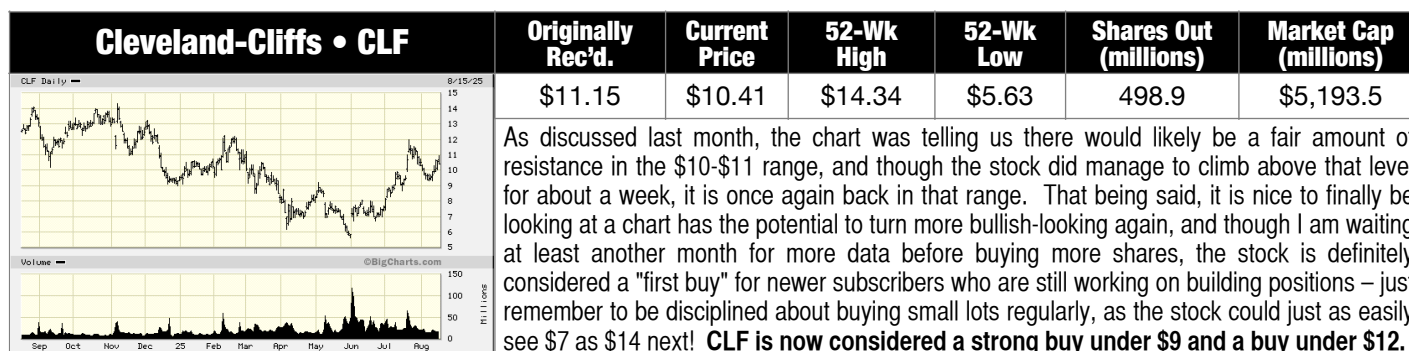 Cleveland-Cliffs • CLF
Originally Rec'd.
Current Price
52-Wk High
52-Wk Low
Shares Out (millions)
Market Cap (millions)
$11.15 $10.41 $14.34 $5.63 498.9 $5,193.5
CLF Daily 8/15/25
15
14
13
12
11
10
9
8
7
6
5
Volume ©BigCharts.com
150
100
50
0
Millions
Sep Oct Nov Dec 25 Feb Mar Apr May Jun Jul Aug
As discussed last month, the chart was telling us there would likely be a fair amount of
resistance in the $10-$11 range, and though the stock did manage to climb above that level
for about a week, it is once again back in that range. That being said, it is nice to finally be
looking at a chart has the potential to turn more bullish-looking again, and though I am waiting
at least another month for more data before buying more shares, the stock is definitely
considered a "first buy" for newer subscribers who are still working on building positions – just
remember to be disciplined about buying small lots regularly, as the stock could just as easily
see $7 as $14 next! CLF is now considered a strong buy under $9 and a buy under $12.